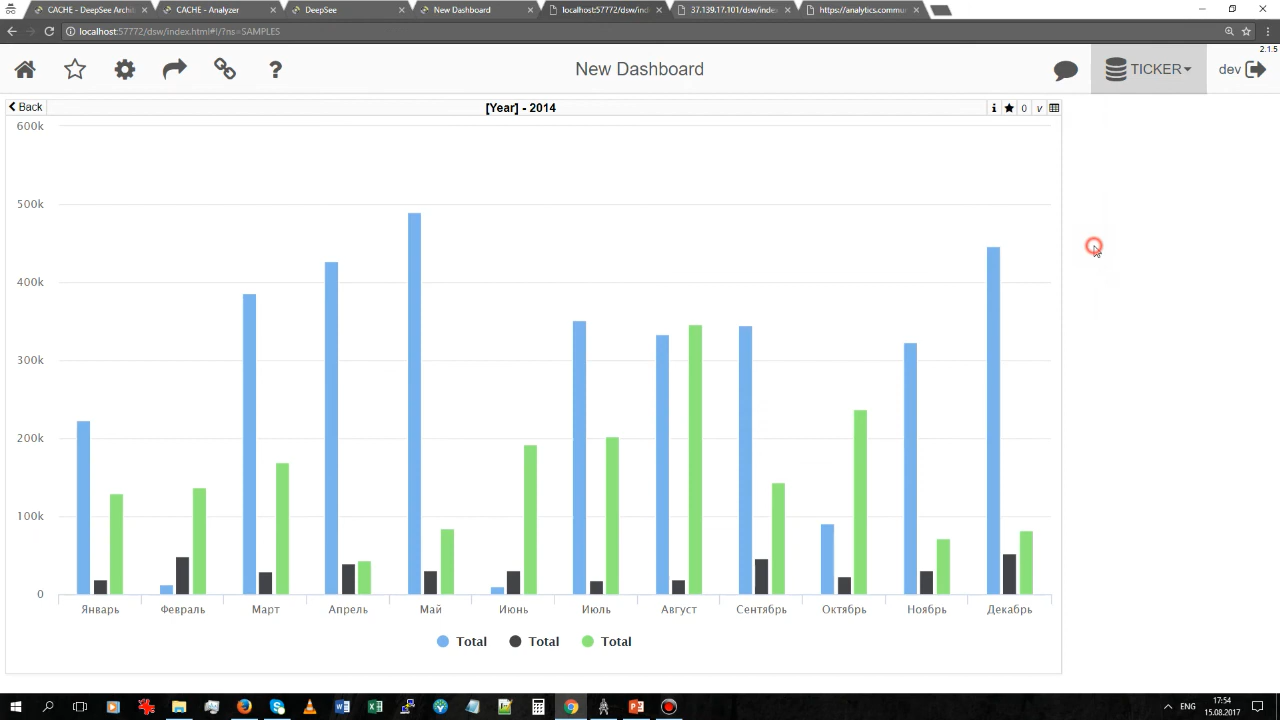 CACHE - DeepSee Archit
CACHE - Analyzer
DeepSee
New Dashboard
localhost:57772/dsw/ind
37.139.17.101/dsw/index
https://analytics.commu
localhost:57772/dsw/index.html#!/?ns=SAMPLES
2.1.5
?
New Dashboard
TICKER
dev
Back
[Year] - 2014
i
0
v
600k
500k
400k
300k
200k
100k
0
Январь
Февраль
Март
Апрель
Май
Июнь
Июль
Август
Сентябрь
Октябрь
Ноябрь
Декабрь
Total
Total
Total
ENG
17:54
15.08.2017